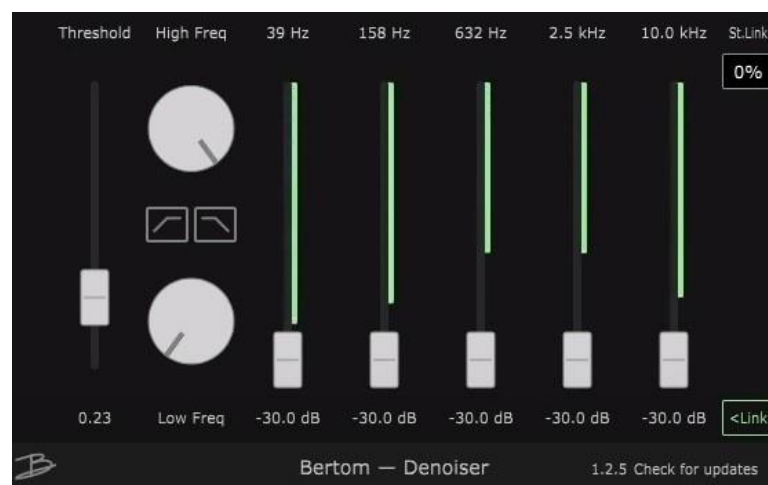 Threshold High Freq 39 Hz 158 Hz 632 Hz 2.5 kHz 10.0 kHz St.Link
0%
0.23 Low Freq -30.0 dB -30.0 dB -30.0 dB -30.0 dB -30.0 dB <Link
Bertom — Denoiser 1.2.5 Check for updates